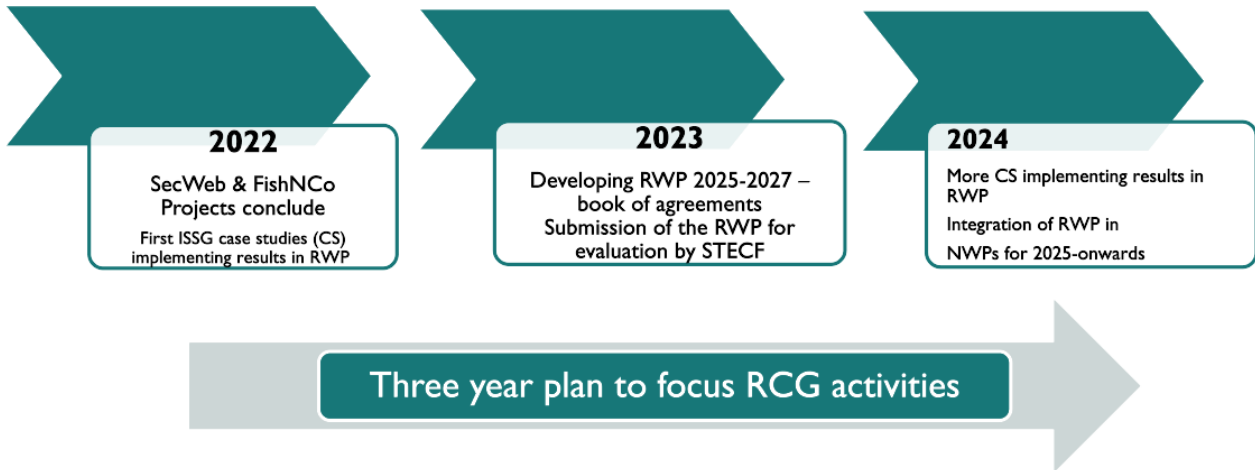 2022
SecWeb & FishNCo
Projects conclude
First ISSG case studies (CS)
implementing results in RWP
2023
Developing RWP 2025-2027 –
book of agreements
Submission of the RWP for
evaluation by STECF
2024
More CS implementing results in
RWP
Integration of RWP in
NWPs for 2025-onwards
Three year plan to focus RCG activities